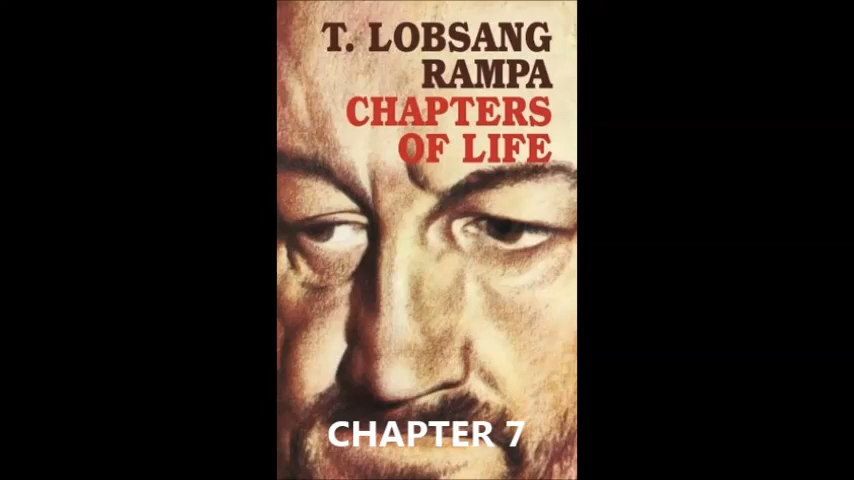 T. LOBSANG
RAMPA
CHAPTERS
OF LIFE
CHAPTER 7